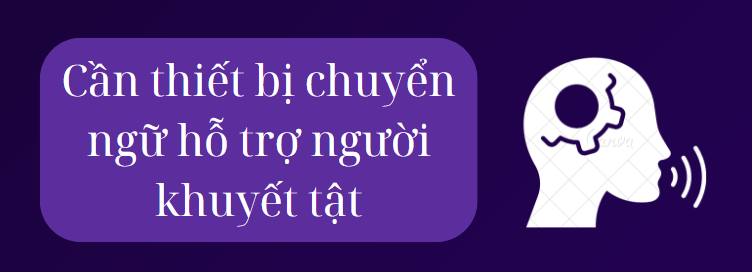 Cần thiết bị chuyển
ngữ hỗ trợ người
khuyết tật